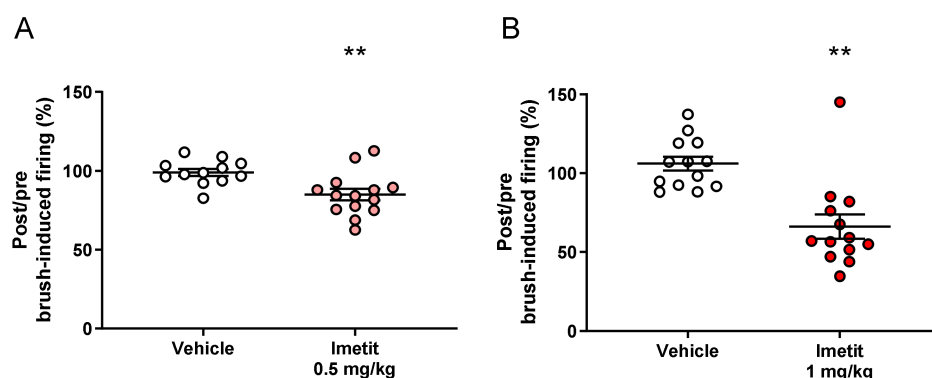 A
**
150
100
50
0
Post/pre
brush-induced firing (%)
Vehicle
Imetit
0.5 mg/kg
B
**
150
100
50
0
Post/pre
brush-induced firing (%)
Vehicle
Imetit
1 mg/kg